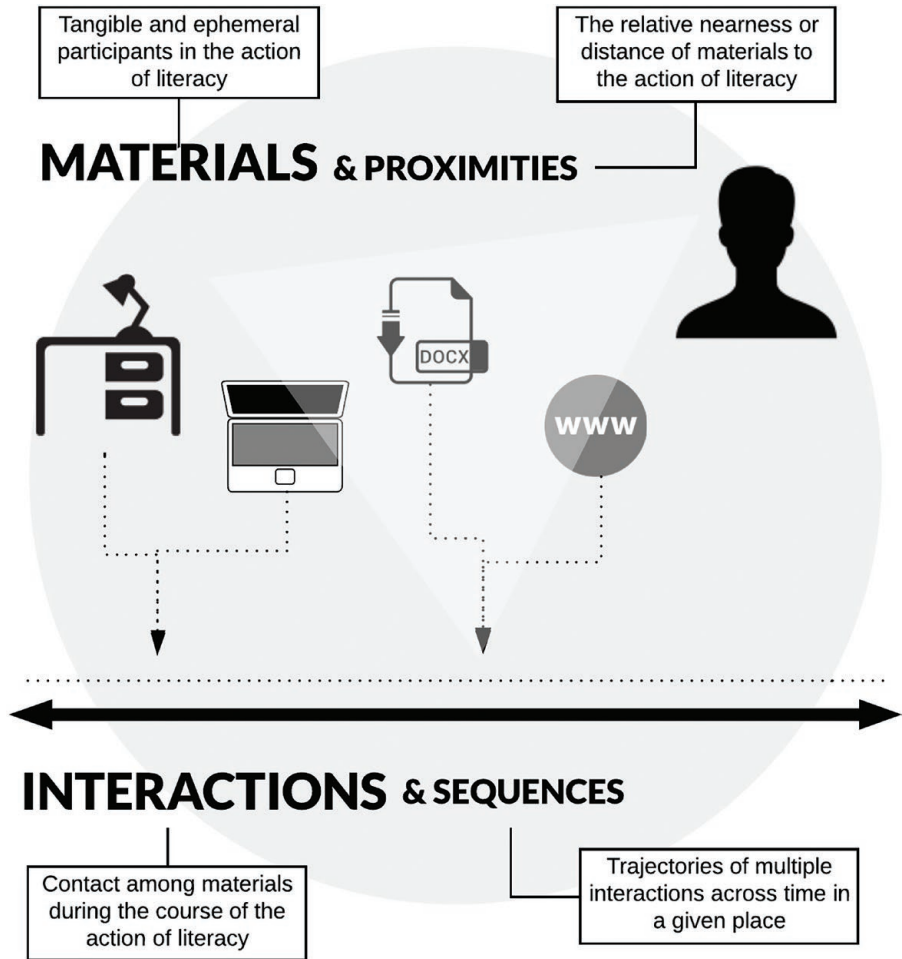 Tangible and ephemeral
participants in the action
of literacy
The relative nearness or
distance of materials to
the action of literacy
MATERIALS & PROXIMITIES
DOCX
www
INTERACTIONS & SEQUENCES
Contact among materials
during the course of the
action of literacy
Trajectories of multiple
interactions across time in
a given place